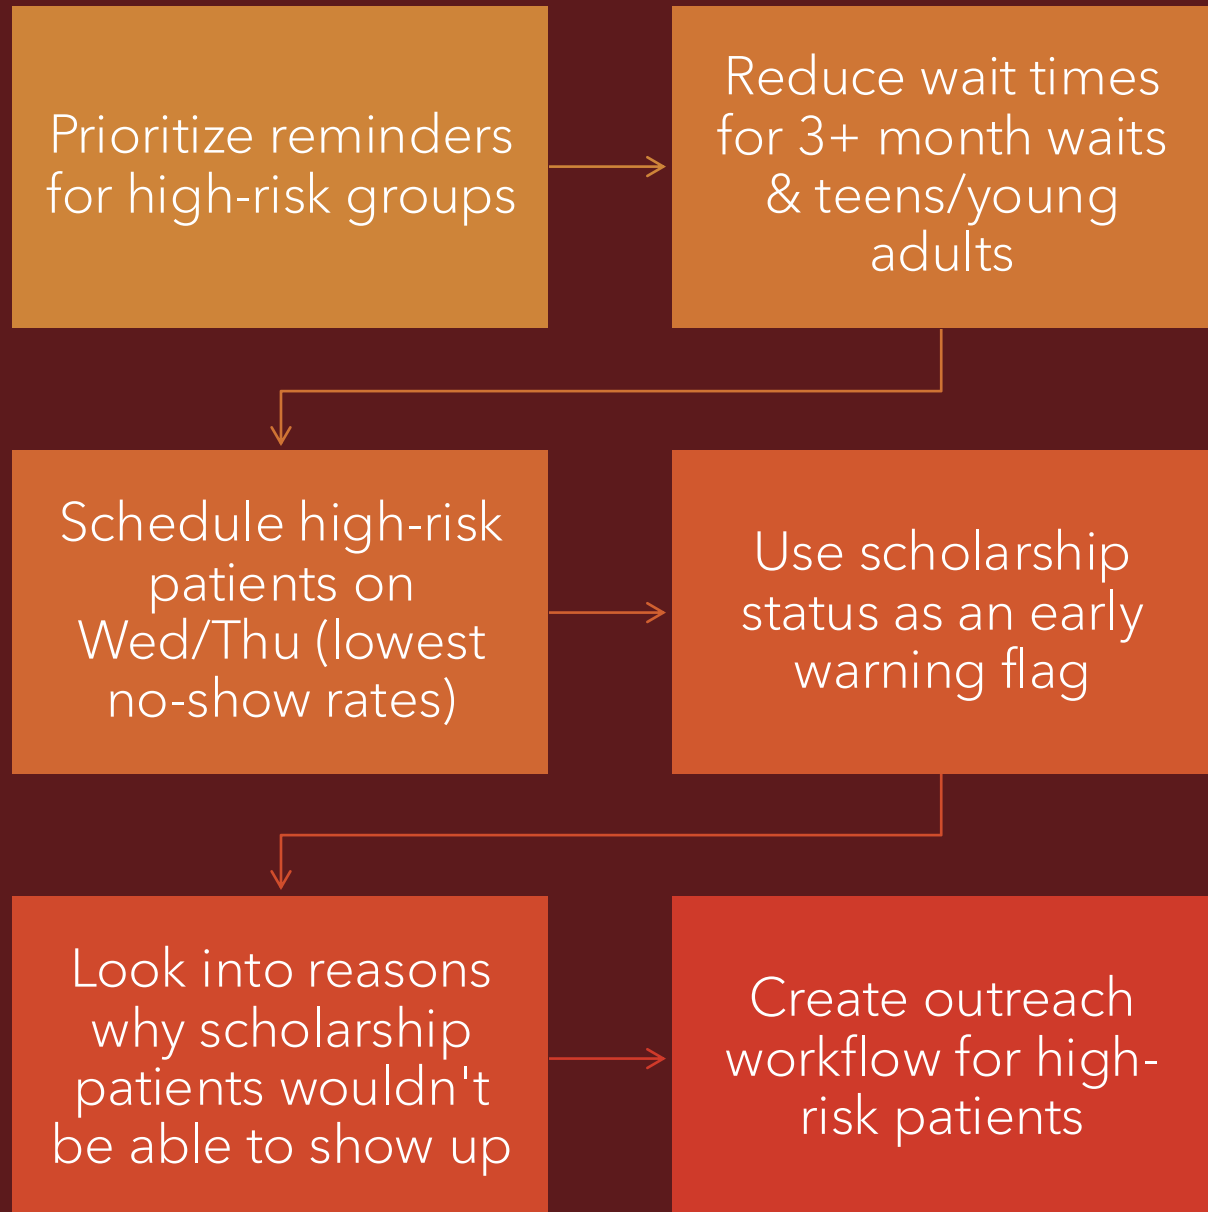 Prioritize reminders
for high-risk groups
Reduce wait times
for 3+ month waits
& teens/young
adults
Schedule high-risk
patients on
Wed/Thu (lowest
no-show rates)
Use scholarship
status as an early
warning flag
Look into reasons
why scholarship
patients wouldn't
be able to show up
Create outreach
workflow for high-
risk patients